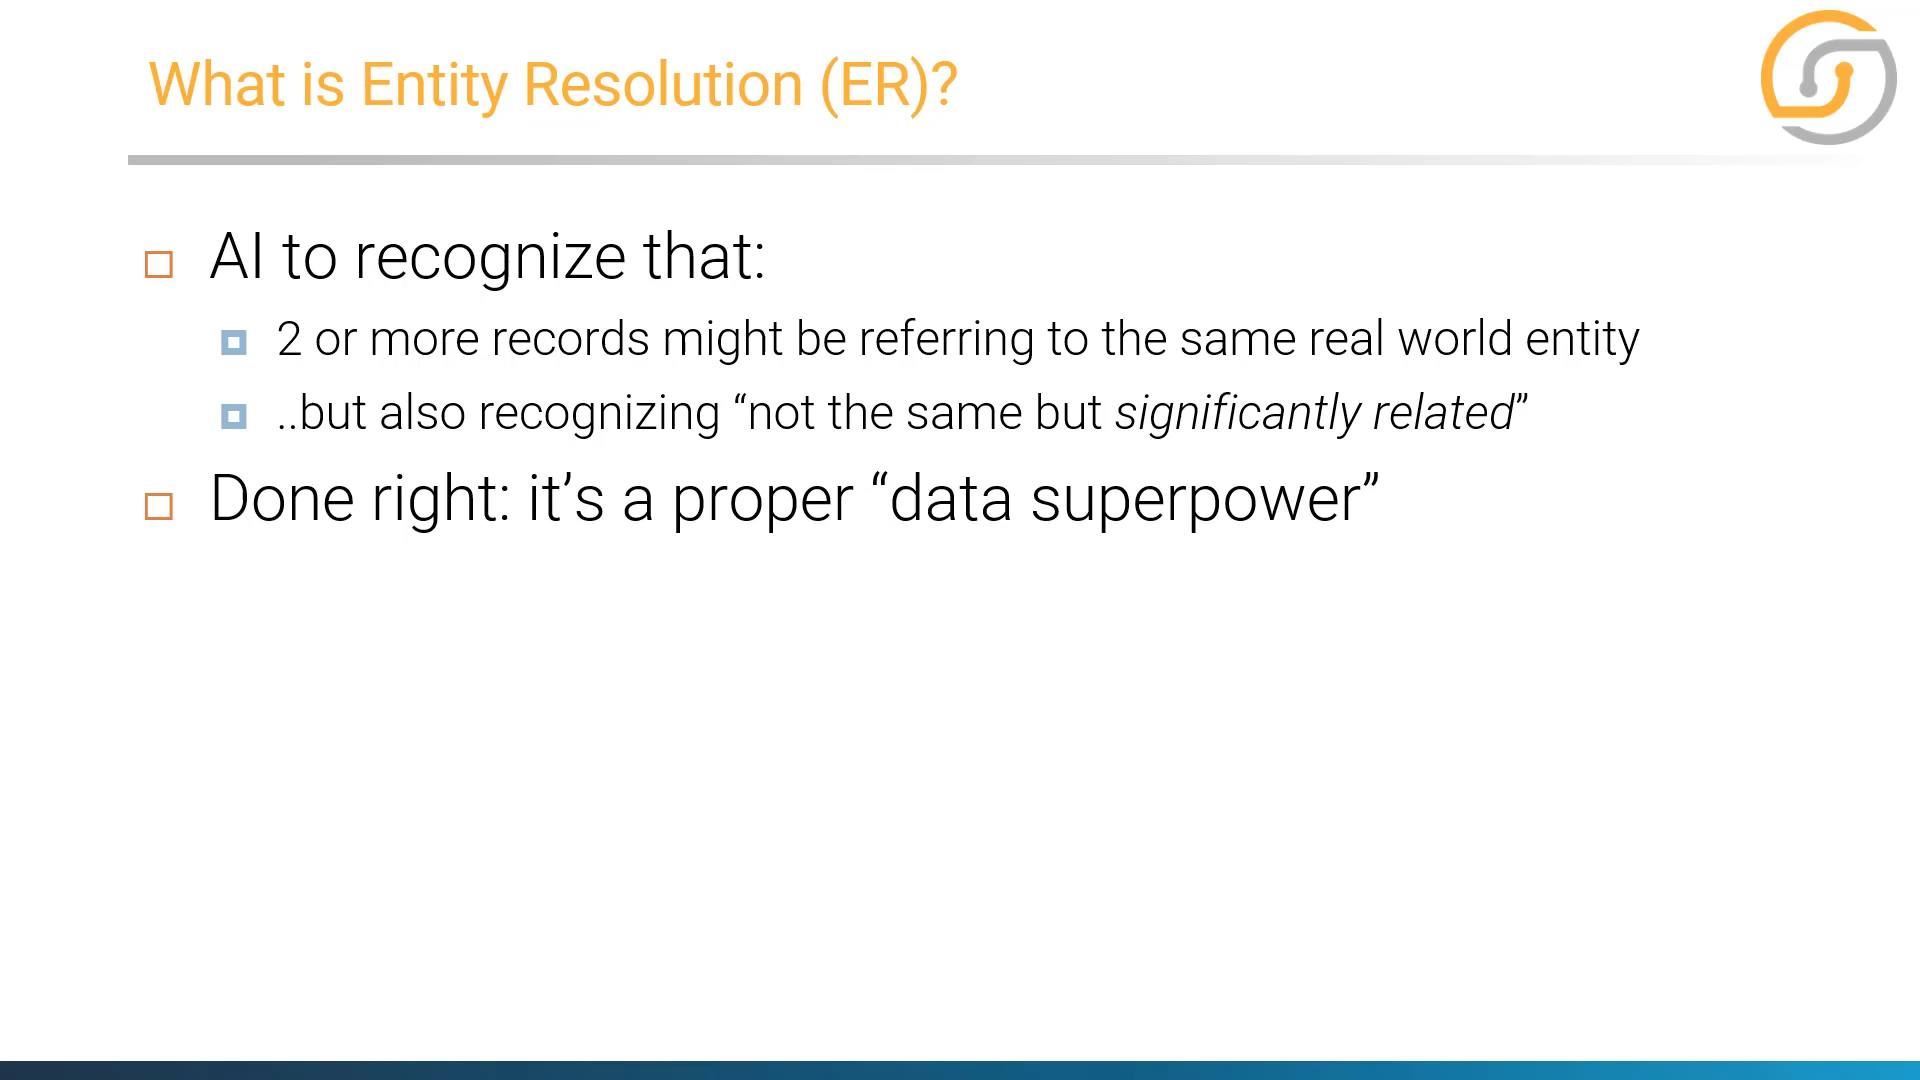 What is Entity Resolution (ER)?
AI to recognize that:
2 or more records might be referring to the same real world entity
..but also recognizing “not the same but significantly related”
Done right: it’s a proper “data superpower”